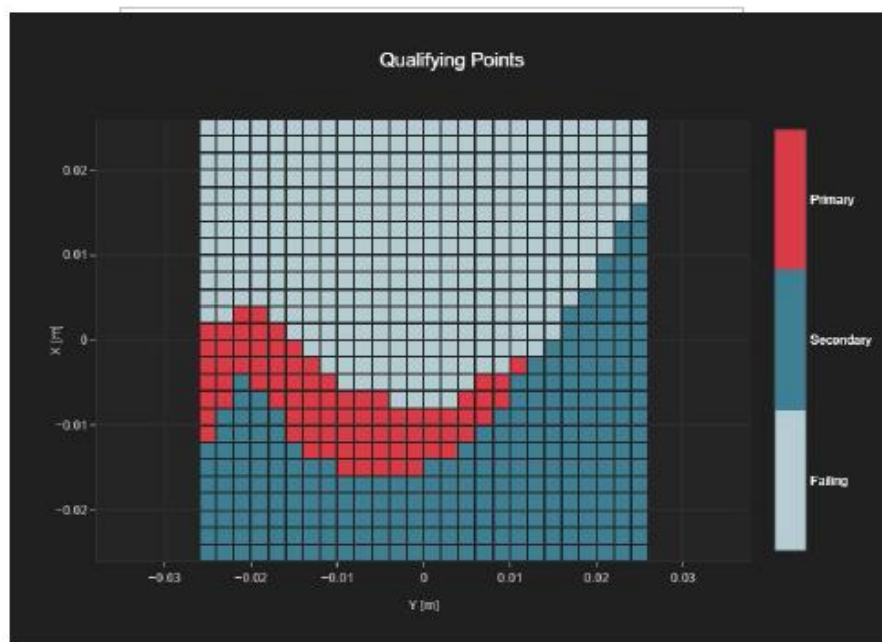 Qualifying Points
0.02
0.01
0
−0.01
−0.02
X [m]
−0.03
−0.02
−0.01
0
0.01
0.02
0.03
Y [m]
Primary
Secondary
Failing